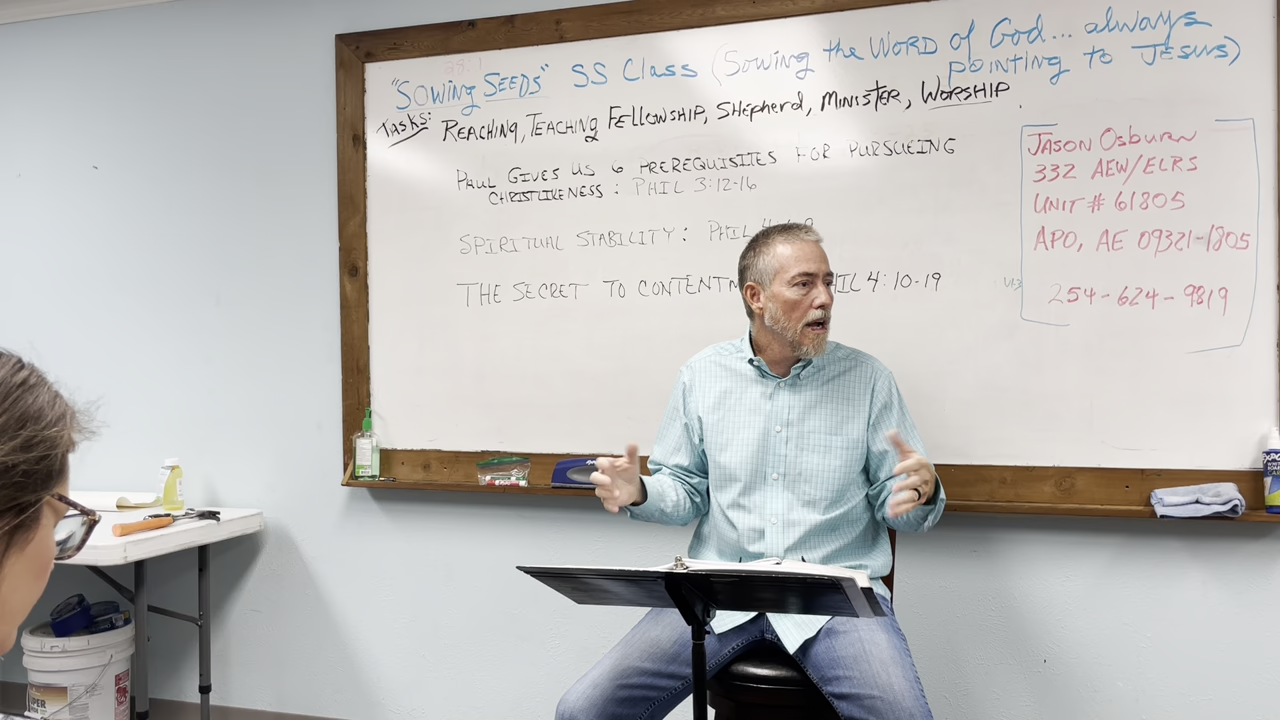 "SOWING SEEDS" SS Class (Sowing the WORD of God... always
pointing to JESUS)
TASKS: REACHING, TEACHING FELLOWSHIP, SHepherd, MINISTER, WORSHIP.
PAUL GIVES US 6 PREREQUISITES FOR PURSUEING
CHRISTLIKENESS: PHIL 3:12-16
SPIRITUAL STABILITY: PHIL
THE SECRET TO 4:10-19
JASON OSBURN
332 AEW/ELRS
UNIT # 61805
APO, AE 09321-1805
254-624-9819
EXPO